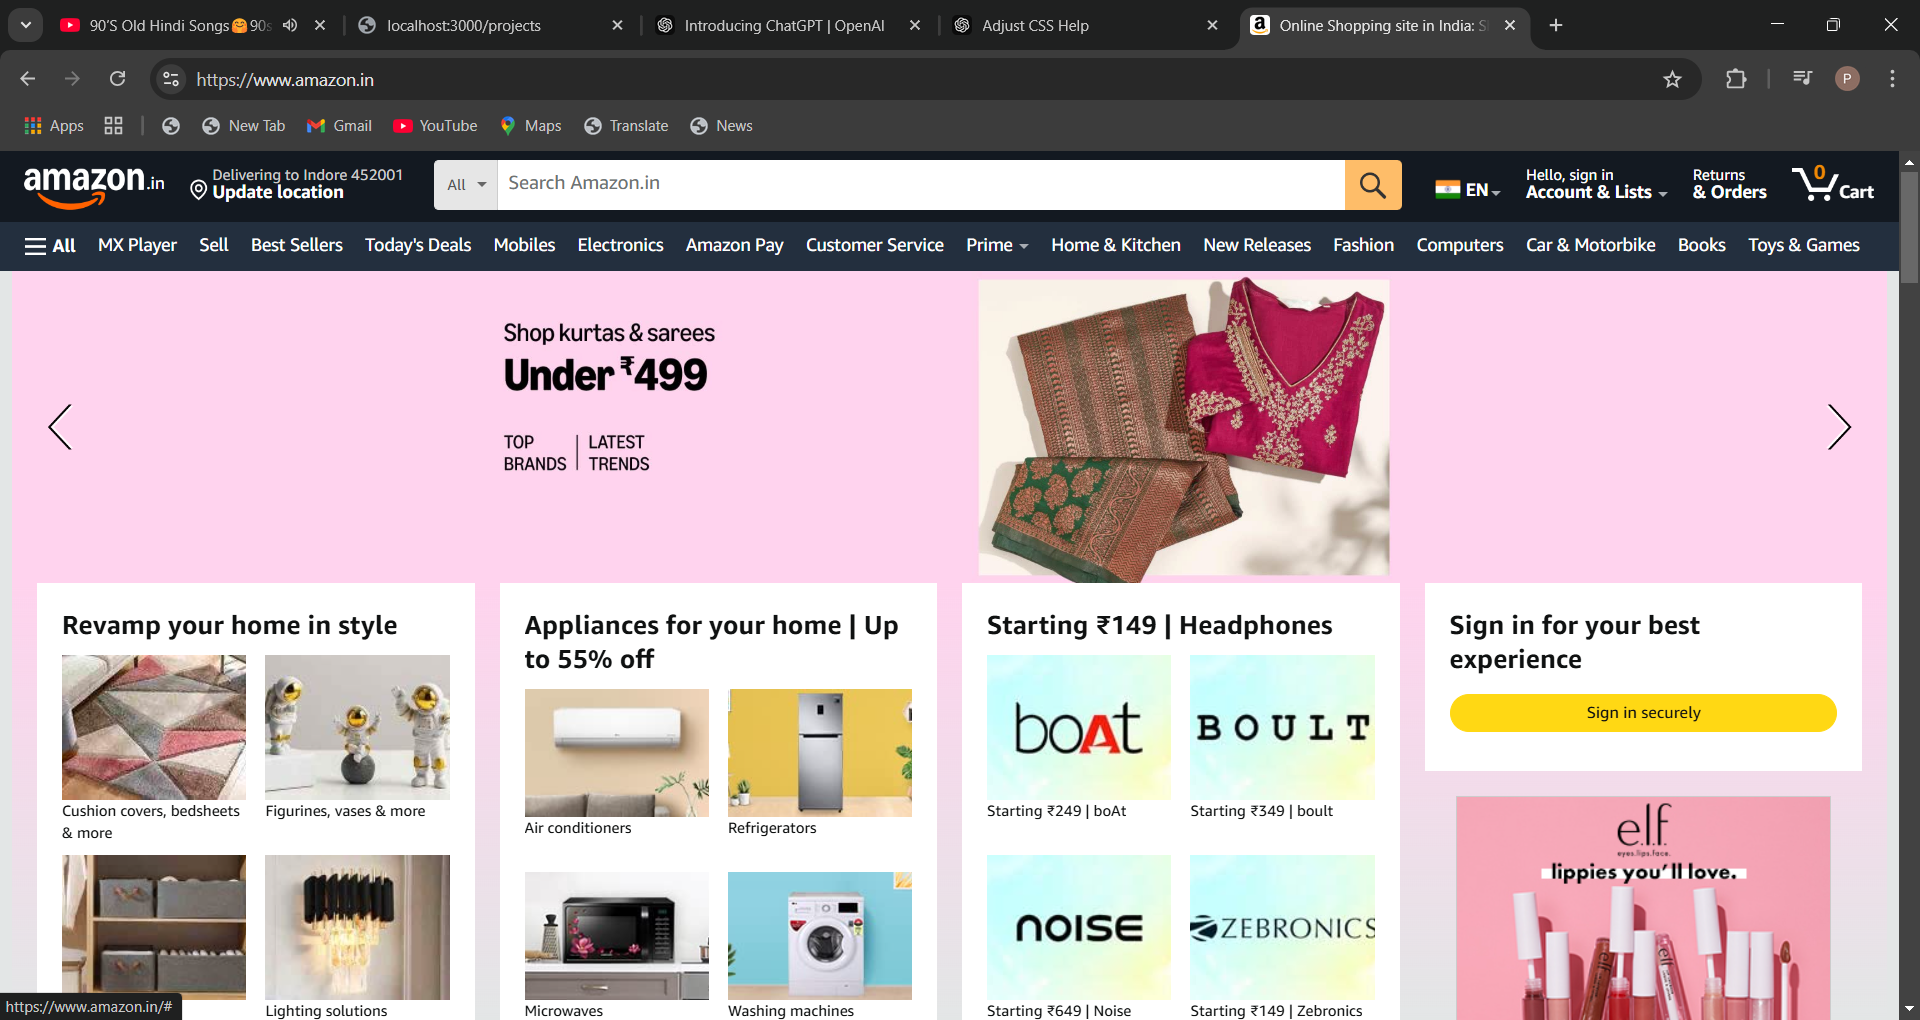 90'S Old Hindi Songs🤗90s
localhost:3000/projects
Introducing ChatGPT | OpenAI
Adjust CSS Help
Online Shopping site in India: S
https://www.amazon.in
P
Apps
New Tab
Gmail
YouTube
Maps
Translate
News
amazon.in
Delivering to Indore 452001
Update location
All
Search Amazon.in
EN
Hello, sign in
Account & Lists
Returns
& Orders
0
Cart
All
MX Player
Sell
Best Sellers
Today's Deals
Mobiles
Electronics
Amazon Pay
Customer Service
Prime
Home & Kitchen
New Releases
Fashion
Computers
Car & Motorbike
Books
Toys & Games
Shop kurtas & sarees
Under ₹499
TOP BRANDS | LATEST TRENDS
Revamp your home in style
Cushion covers, bedsheets
& more
Figurines, vases & more
Lighting solutions
Appliances for your home | Up
to 55% off
Air conditioners
Refrigerators
Microwaves
Washing machines
Starting ₹149 | Headphones
boAt
BOULT
Starting ₹249 | boAt
Starting ₹349 | boult
NOISE
ZEBRONICS
Starting ₹649 | Noise
Starting ₹149 | Zebronics
Sign in for your best
experience
Sign in securely
e.l.f.
eyes.lips.face.
lippies you'll love.
elf
https://www.amazon.in/#